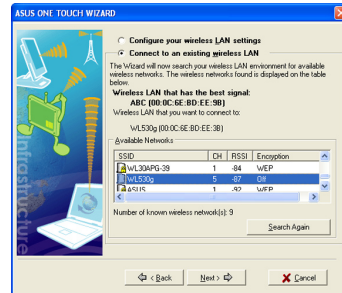 ASUS ONE TOUCH WIZARD
Configure your wireless LAN settings
Connect to an existing wireless LAN
The Wizard will now search your wireless LAN environment for available
wireless networks. The wireless networks found is displayed on the table
below.
Wireless LAN that has the best signal:
ABC (00:0C:6E:BD:EE:9B)
Wireless LAN that you want to connect to:
WL530g (00:0C:6E:BD:EE:3B)
Available Networks
SSID CH RSSI Encryption
WL30APG-39 1 -84 WEP
WL530g 5 -87 Off
ASUS 1 -92 WEP
Number of known wireless network(s): 9
Search Again
< Back Next > Cancel
infrastructure